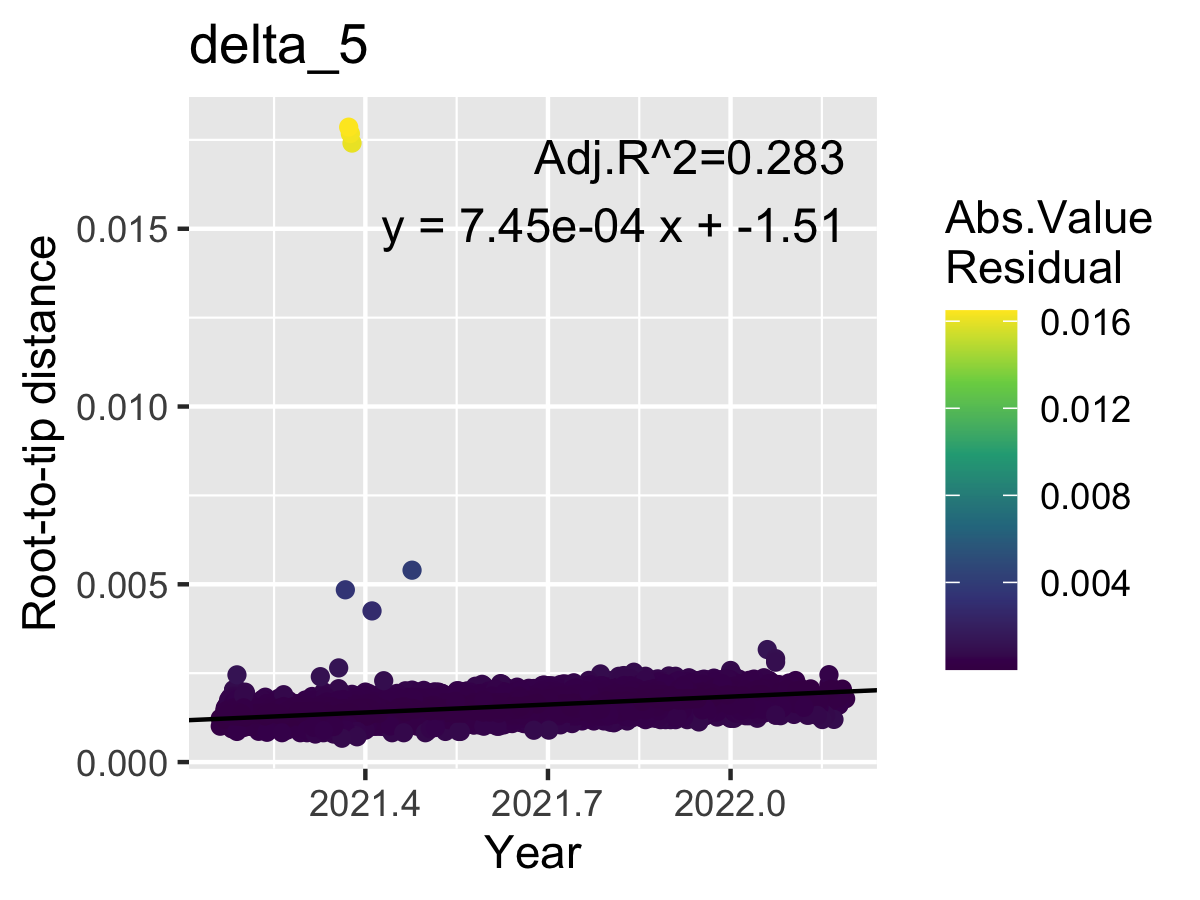 delta_5
Adj.R^2=0.283
y = 7.45e-04 x + -1.51
Root-to-tip distance
0.015
0.010
0.005
0.000
2021.4
2021.7
2022.0
Year
Abs.Value
Residual
0.016
0.012
0.008
0.004